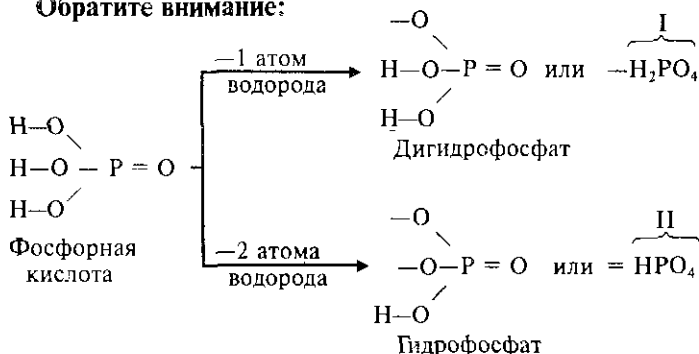 Обратите внимание:
—O
I
—1 атом
водорода
H—O—P = O или —H₂PO₄
H—O
Дигидрофосфат
H—O
H—O — P = O
H—O
Фосфорная
кислота
—O
II
—2 атома
водорода
—O—P = O или = HPO₄
H—O
Гидрофосфат